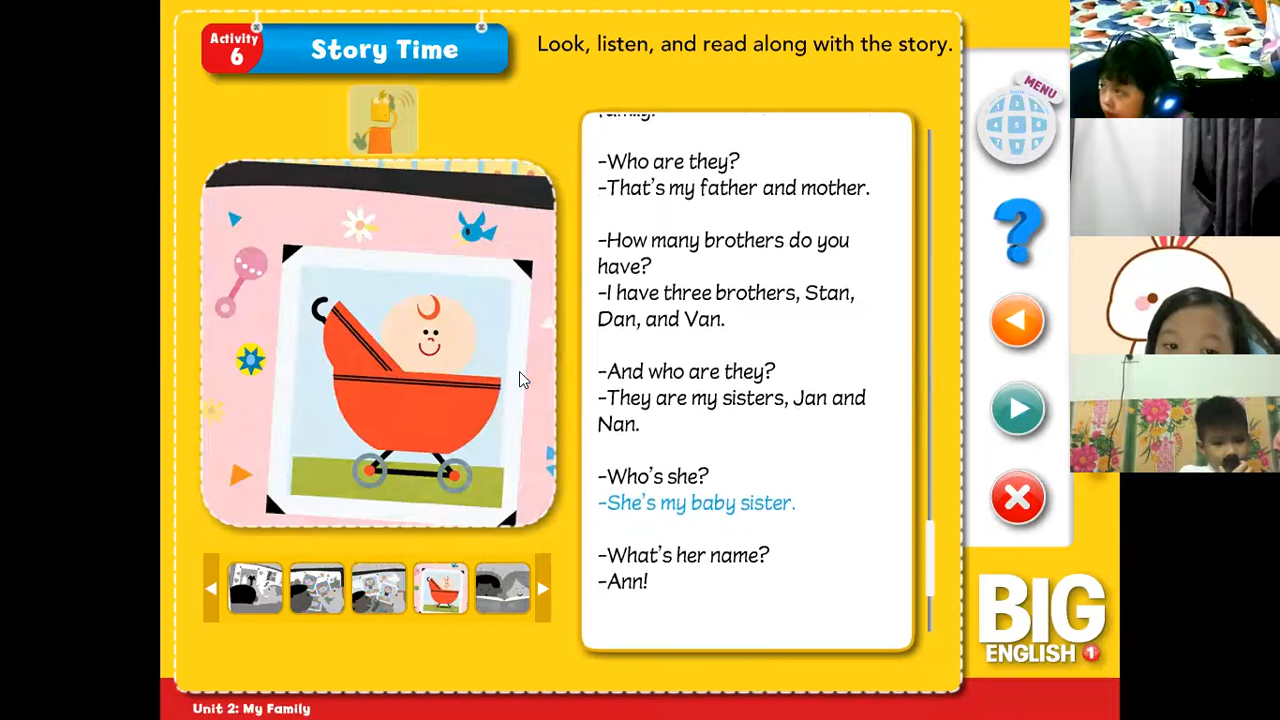 Activity
6
Story Time
Look, listen, and read along with the story.
MENU
family.
-Who are they?
-That's my father and mother.
-How many brothers do you
have?
-I have three brothers, Stan,
Dan, and Van.
-And who are they?
-They are my sisters, Jan and
Nan.
-Who's she?
-She's my baby sister.
-What's her name?
-Ann!
BIG
ENGLISH 1
Unit 2: My Family